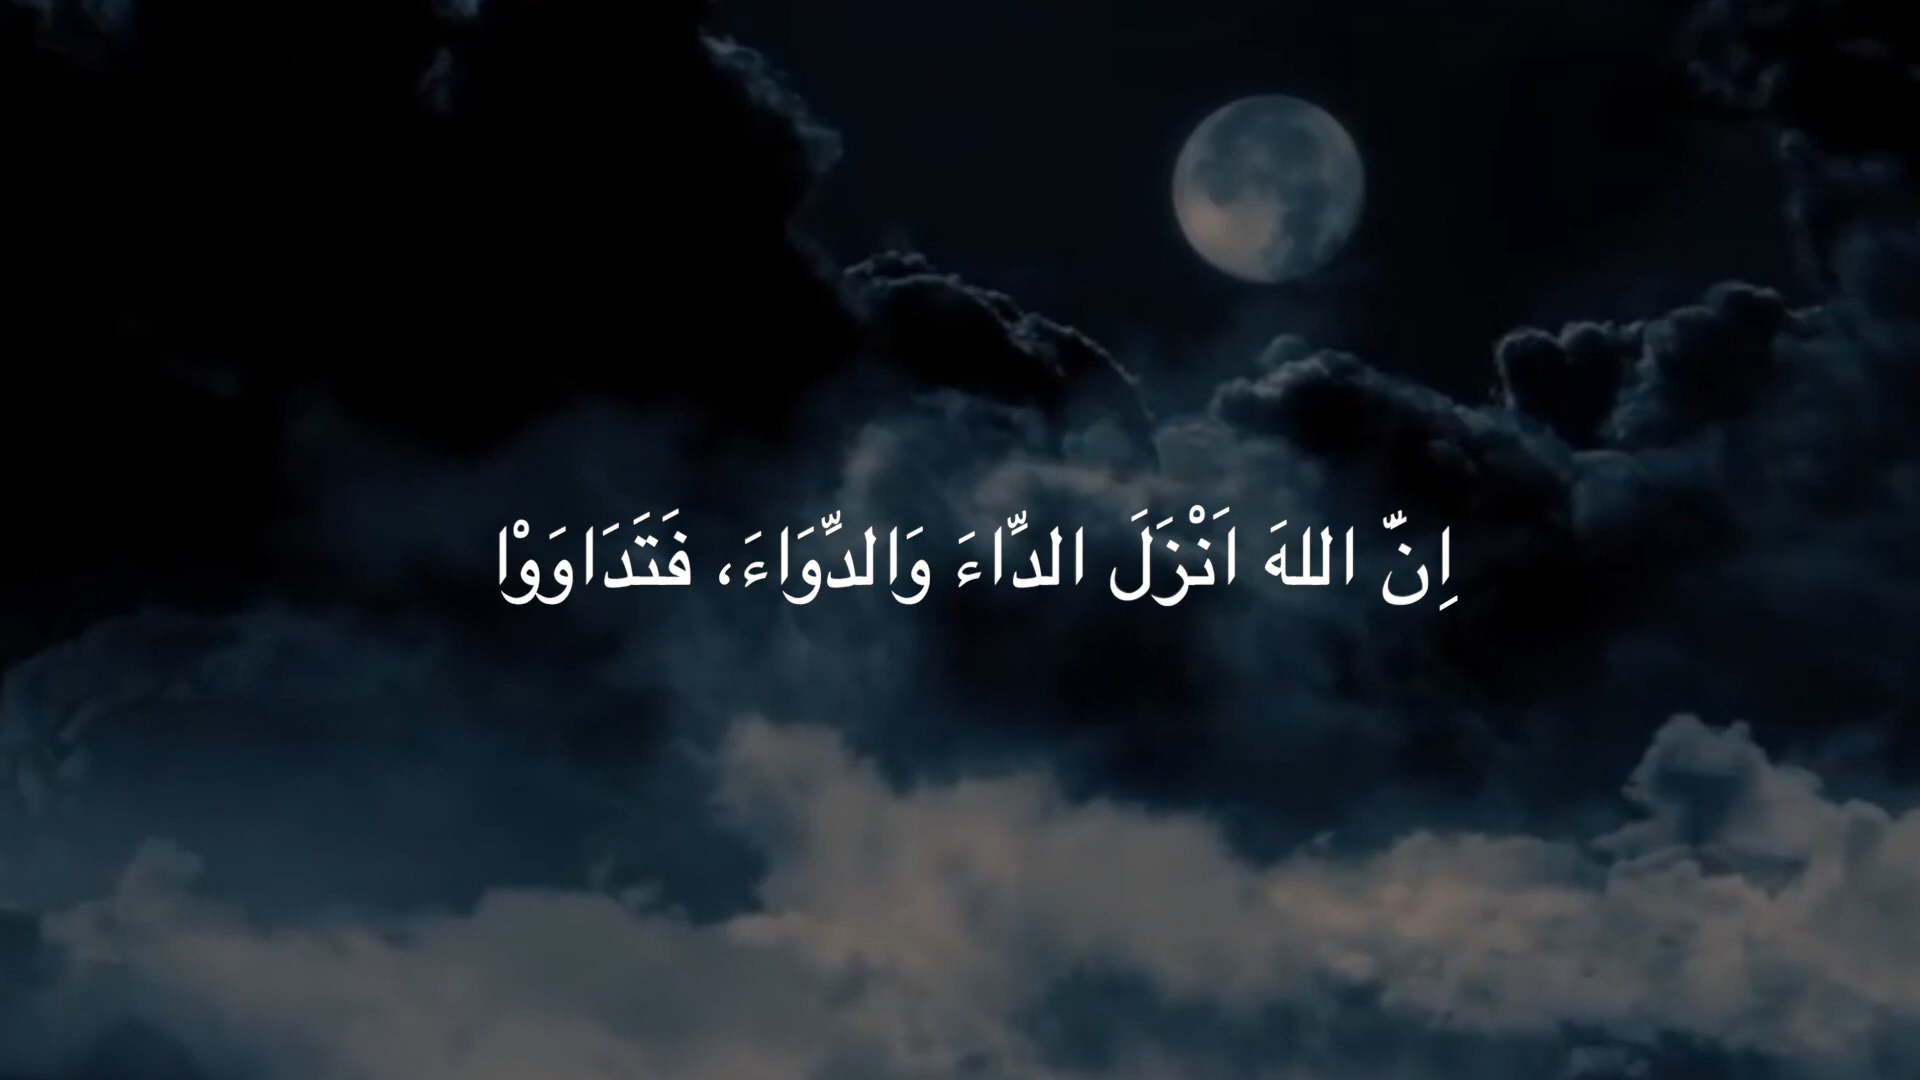 اِنَّ اللهَ اَنْزَلَ الدَّاءَ وَالدَّوَاءَ، فَتَدَاوَوْا